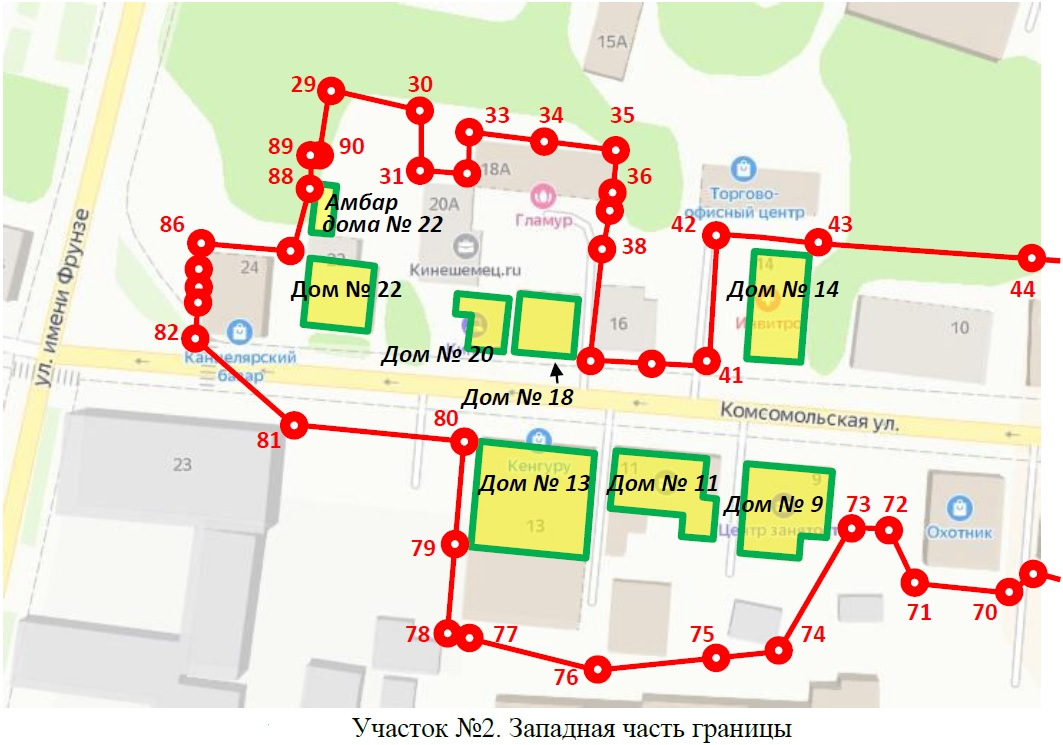 15А
29
30
33
34
35
89
90
88
31
18А
36
Амбар
дома № 22
20А
Гламур
Торгово-
офисный центр
86
42
43
38
24
Кинешемец.ru
44
14
Дом № 22
Дом № 14
Инвитро
82
16
10
Канцелярский
базар
Дом № 20
41
Дом № 18
ул. имени Фрунзе
Комсомольская ул.
80
81
23
Кенгуру
11
9
Дом № 13
Дом № 11
Дом № 9
13
73
72
Охотник
79
71
70
78
77
75
74
76
Участок №2. Западная часть границы